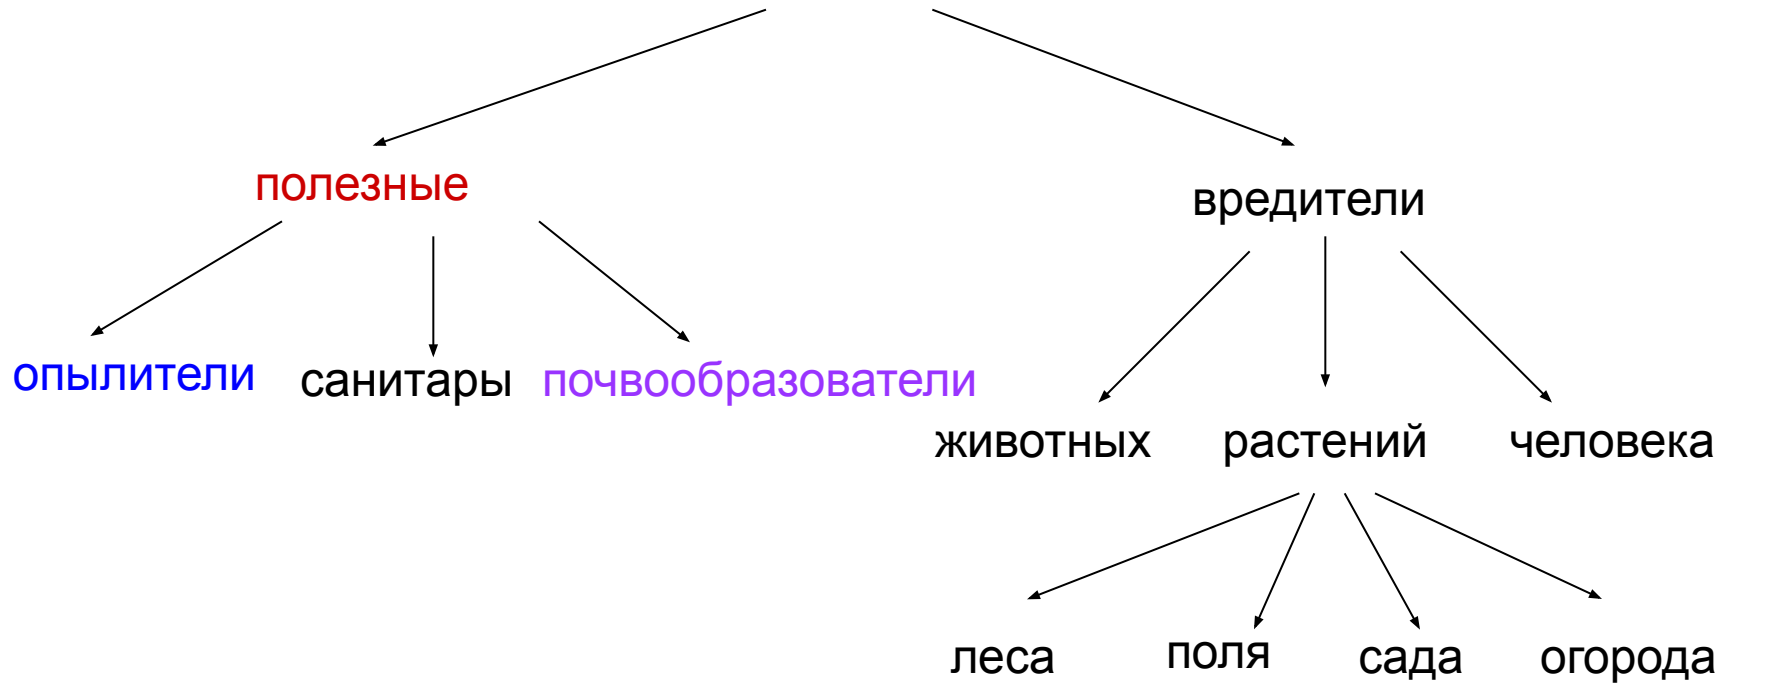 полезные
вредители
опылители санитары почвообразователи
животных растений человека
леса поля сада огорода